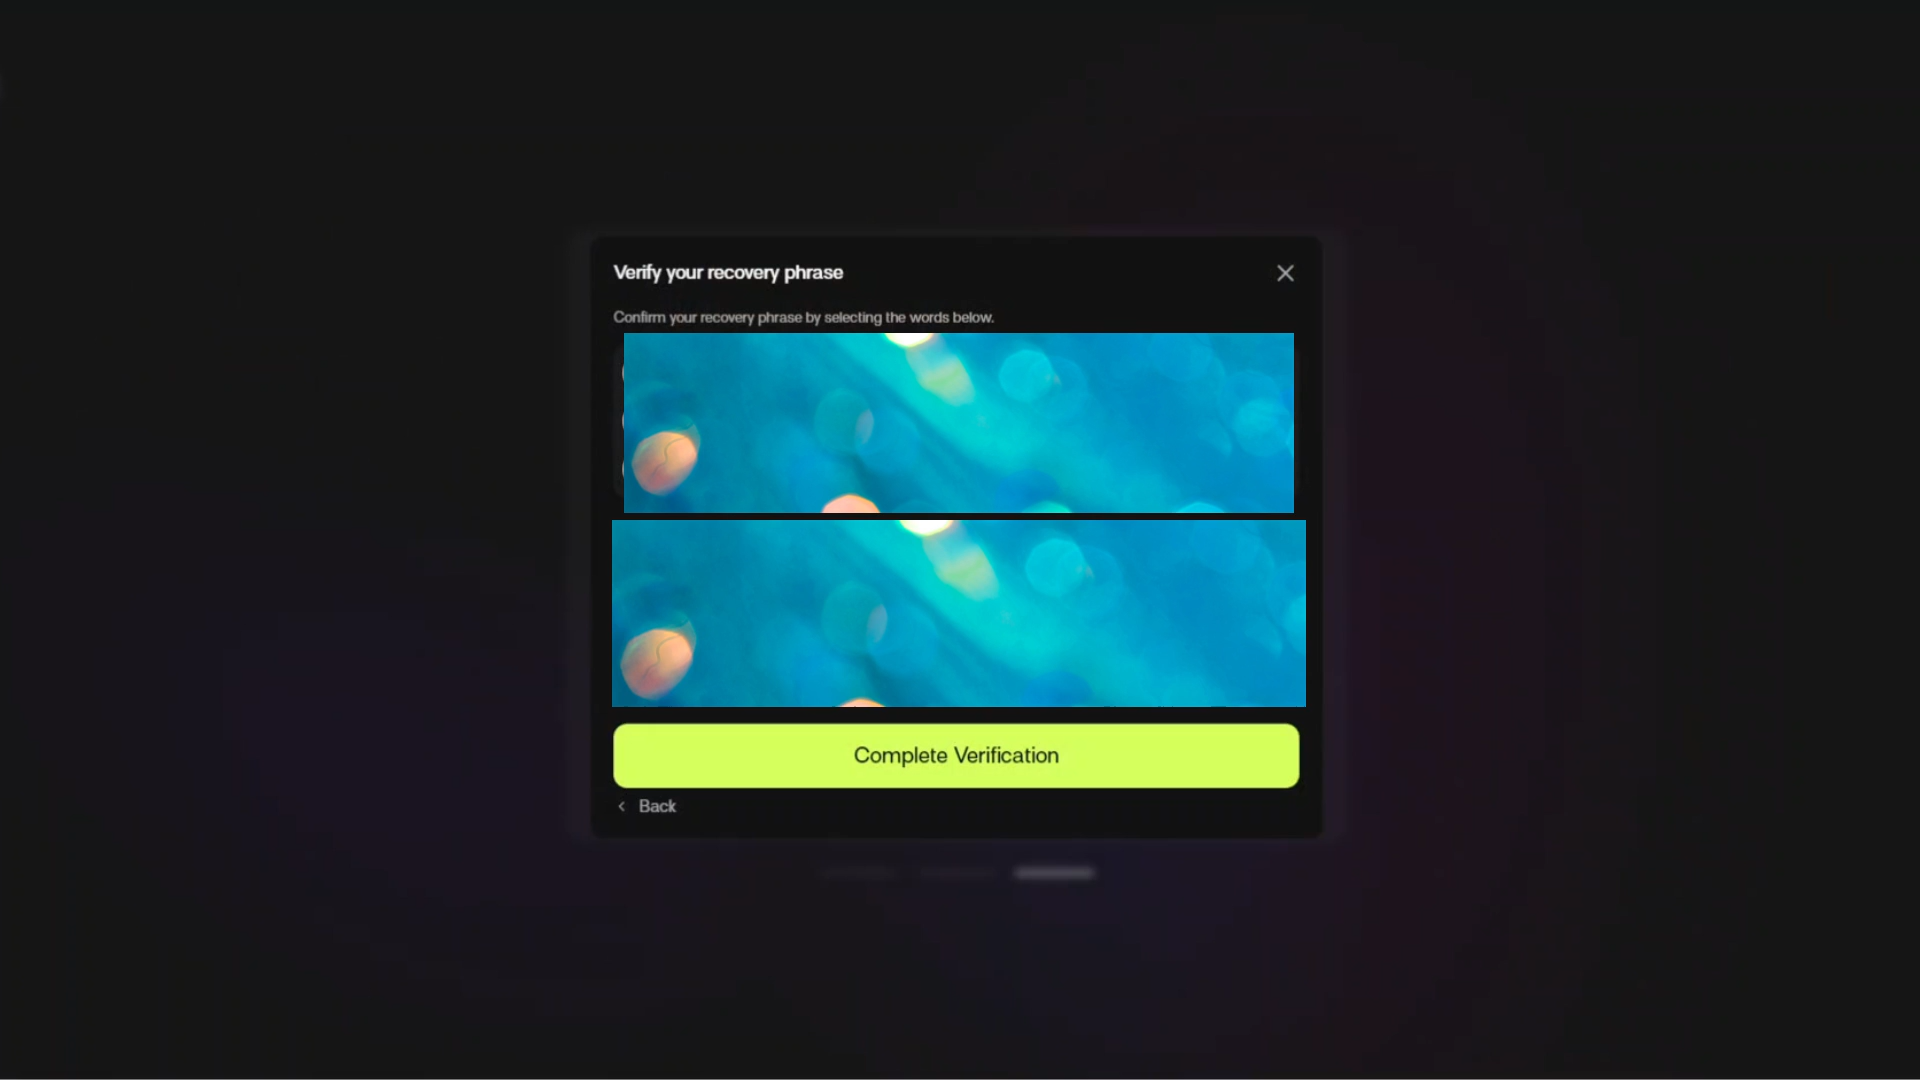 Verify your recovery phrase
Confirm your recovery phrase by selecting the words below.
Complete Verification
Back